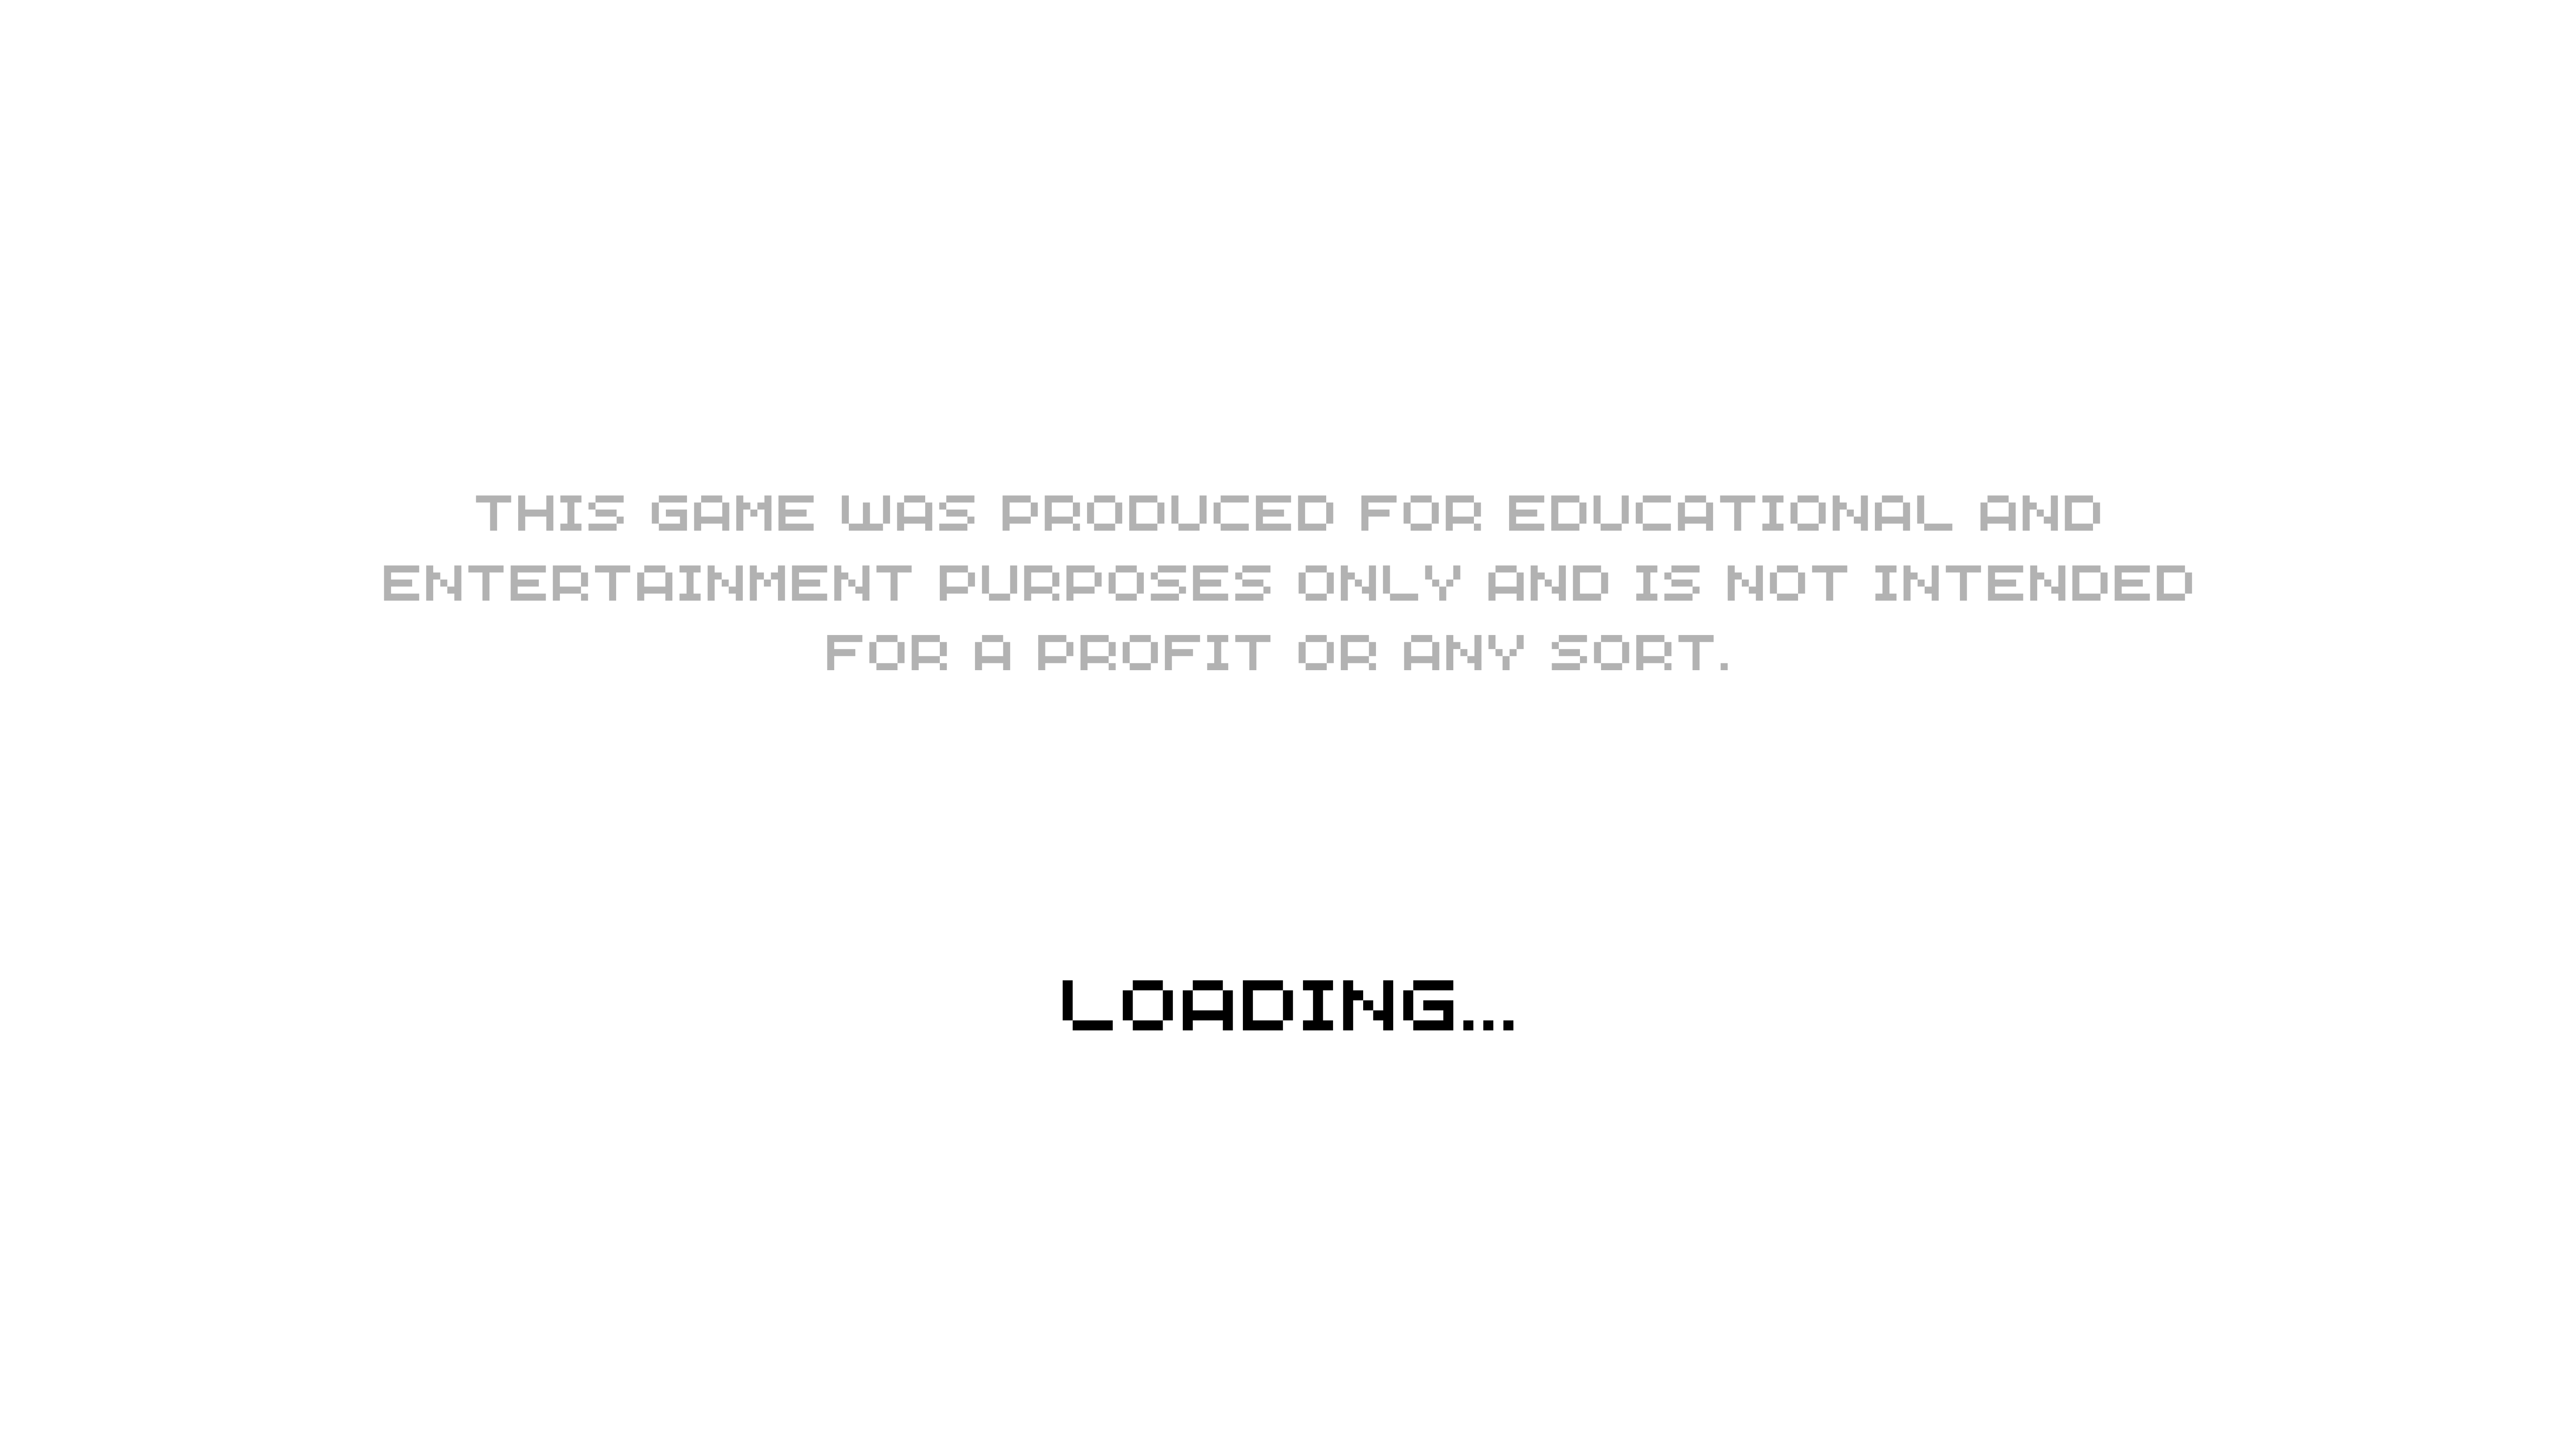 THIS GAME WAS PRODUCED FOR EDUCATIONAL AND
ENTERTAINMENT PURPOSES ONLY AND IS NOT INTENDED
FOR A PROFIT OR ANY SORT.
LOADING...